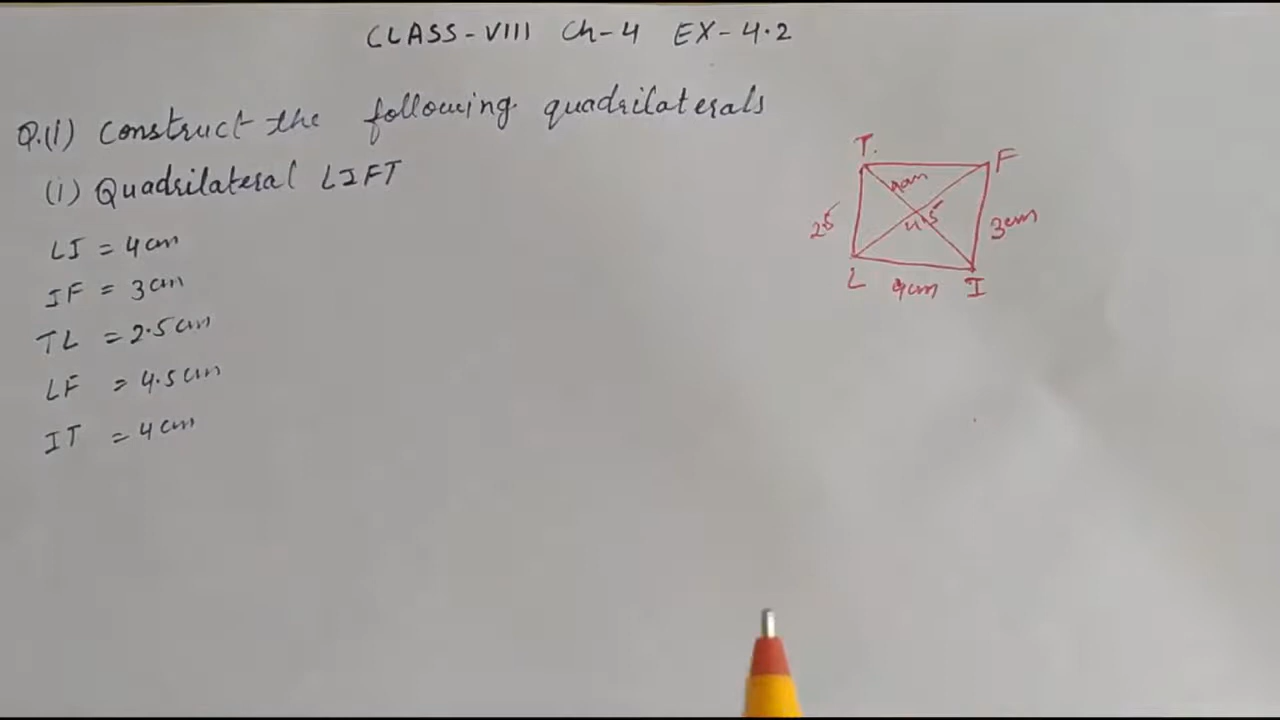 CLASS-VIII Ch-4 EX-4.2
Q.(1) Construct the following quadrilaterals
(i) Quadrilateral LIFT
LI = 4cm
IF = 3cm
TL = 2.5cm
LF = 4.5cm
IT = 4cm
T. F
4cm
2.5 4.5 3cm
L 4cm I